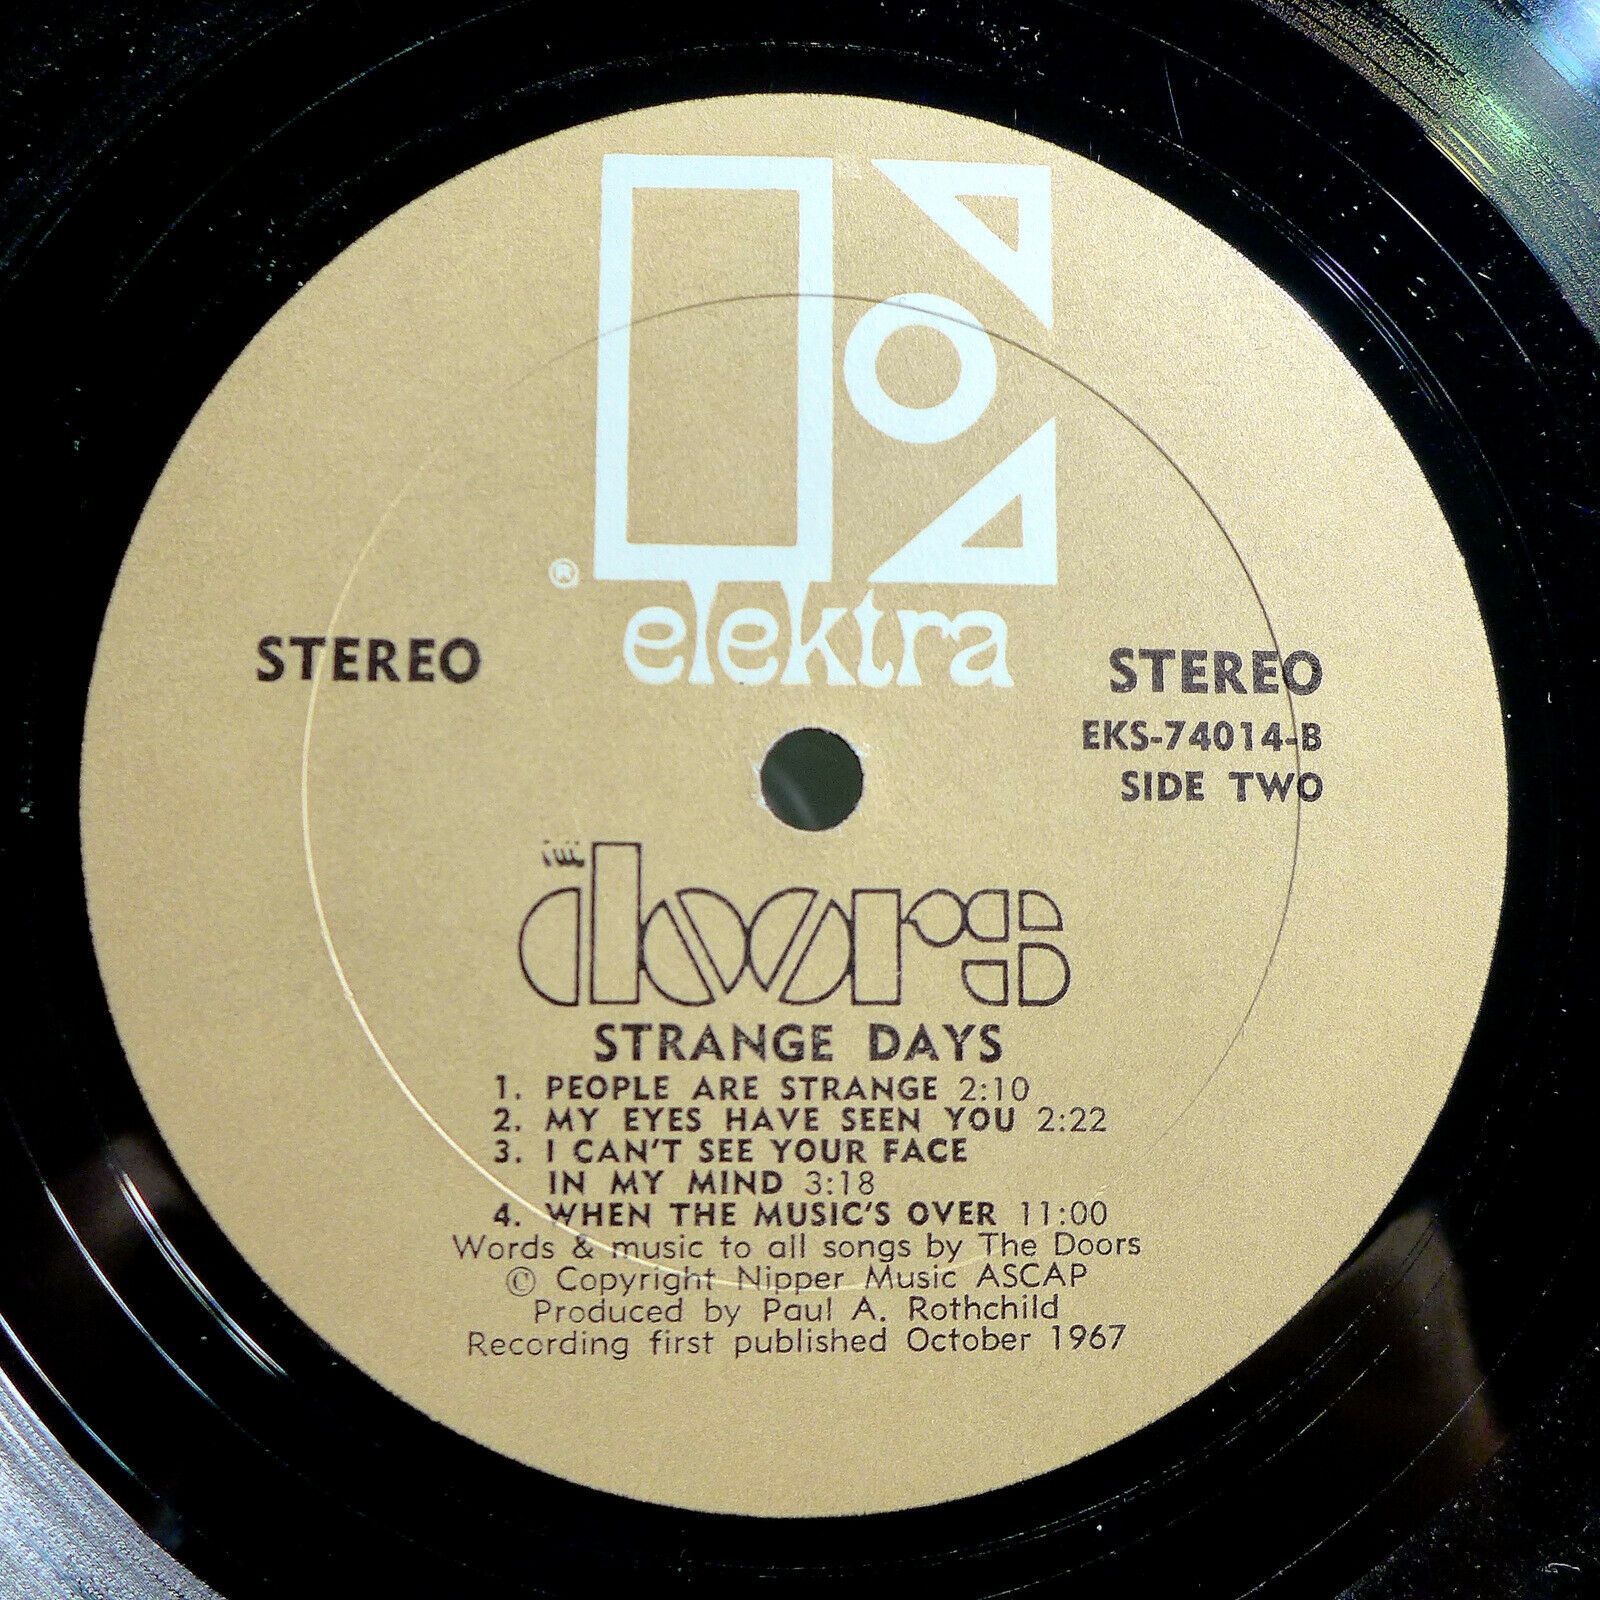 ®
elektra
STEREO
STEREO
EKS-74014-B
SIDE TWO
THE
doors
STRANGE DAYS
1. PEOPLE ARE STRANGE 2:10
2. MY EYES HAVE SEEN YOU 2:22
3. I CAN'T SEE YOUR FACE
IN MY MIND 3:18
4. WHEN THE MUSIC'S OVER 11:00
Words & music to all songs by The Doors
© Copyright Nipper Music ASCAP
Produced by Paul A. Rothchild
Recording first published October 1967